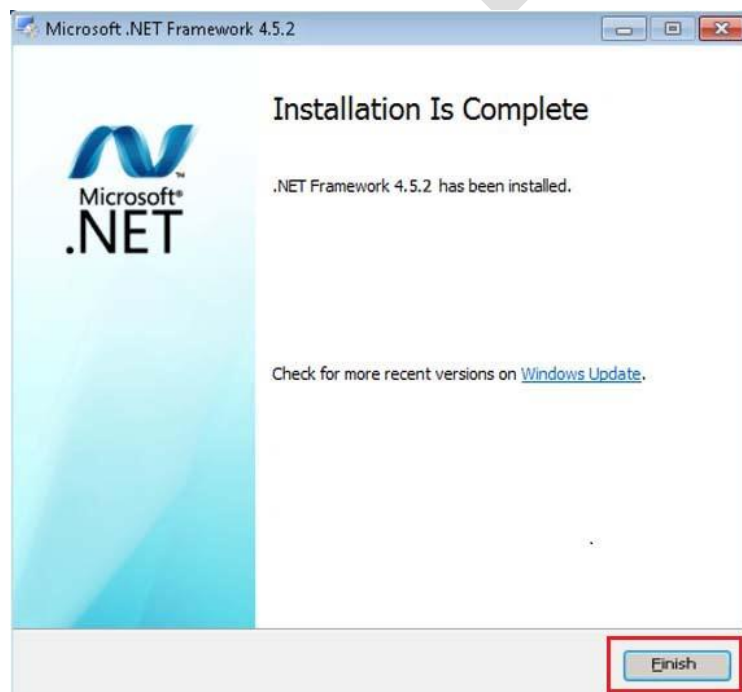 Microsoft .NET Framework 4.5.2
Installation Is Complete
.NET Framework 4.5.2 has been installed.
Microsoft®
.NET
Check for more recent versions on Windows Update.
.
Finish